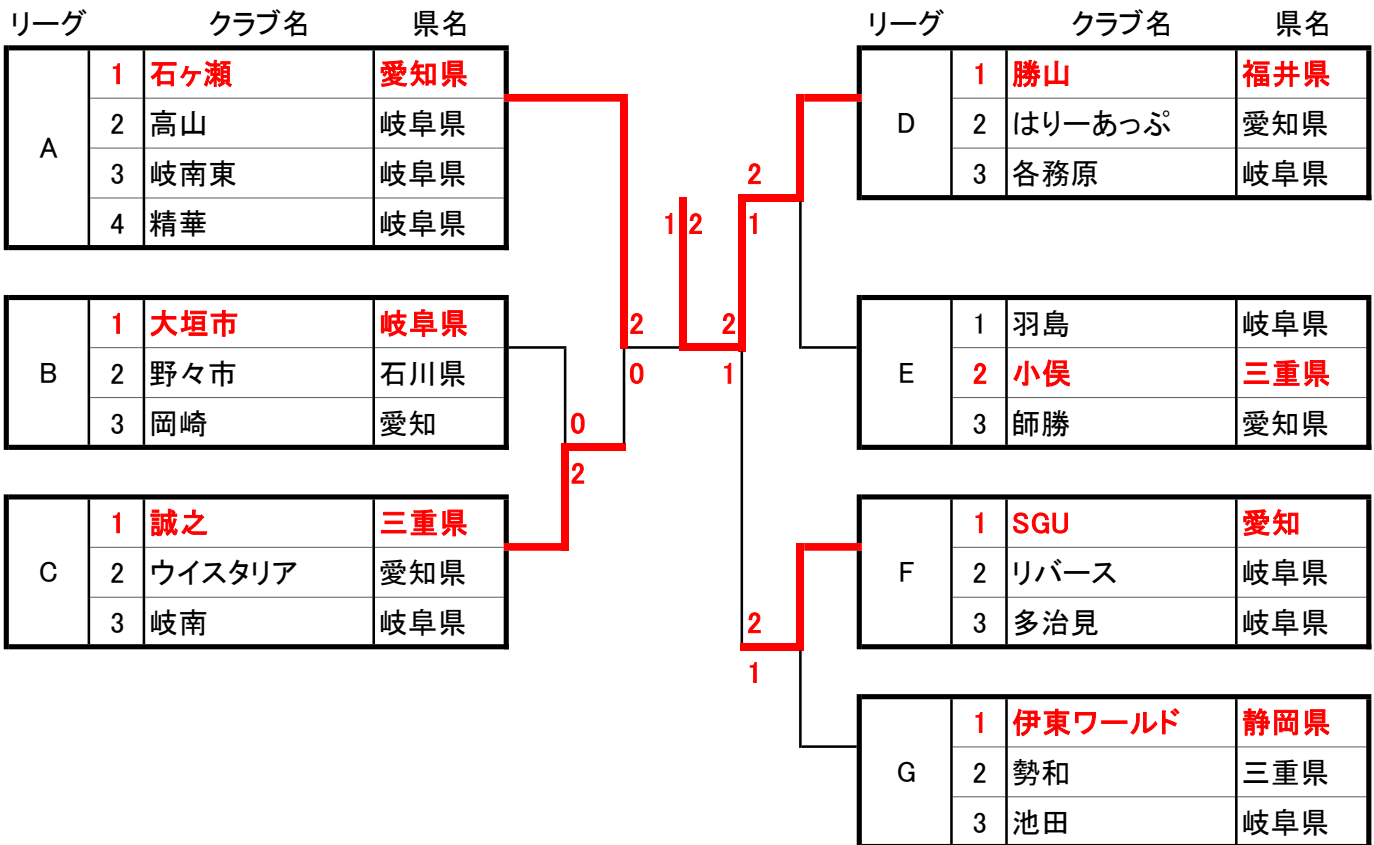 リーグ クラブ名 県名
A
1 石ヶ瀬 愛知県
2 高山 岐阜県
3 岐南東 岐阜県
4 精華 岐阜県
B
1 大垣市 岐阜県
2 野々市 石川県
3 岡崎 愛知
C
1 誠之 三重県
2 ウイスタリア 愛知県
3 岐南 岐阜県
0
2
2
0
1 2
2
1
2
1
2
1
リーグ クラブ名 県名
D
1 勝山 福井県
2 はりーあっぷ 愛知県
3 各務原 岐阜県
E
1 羽島 岐阜県
2 小俣 三重県
3 師勝 愛知県
F
1 SGU 愛知
2 リバース 岐阜県
3 多治見 岐阜県
G
1 伊東ワールド 静岡県
2 勢和 三重県
3 池田 岐阜県